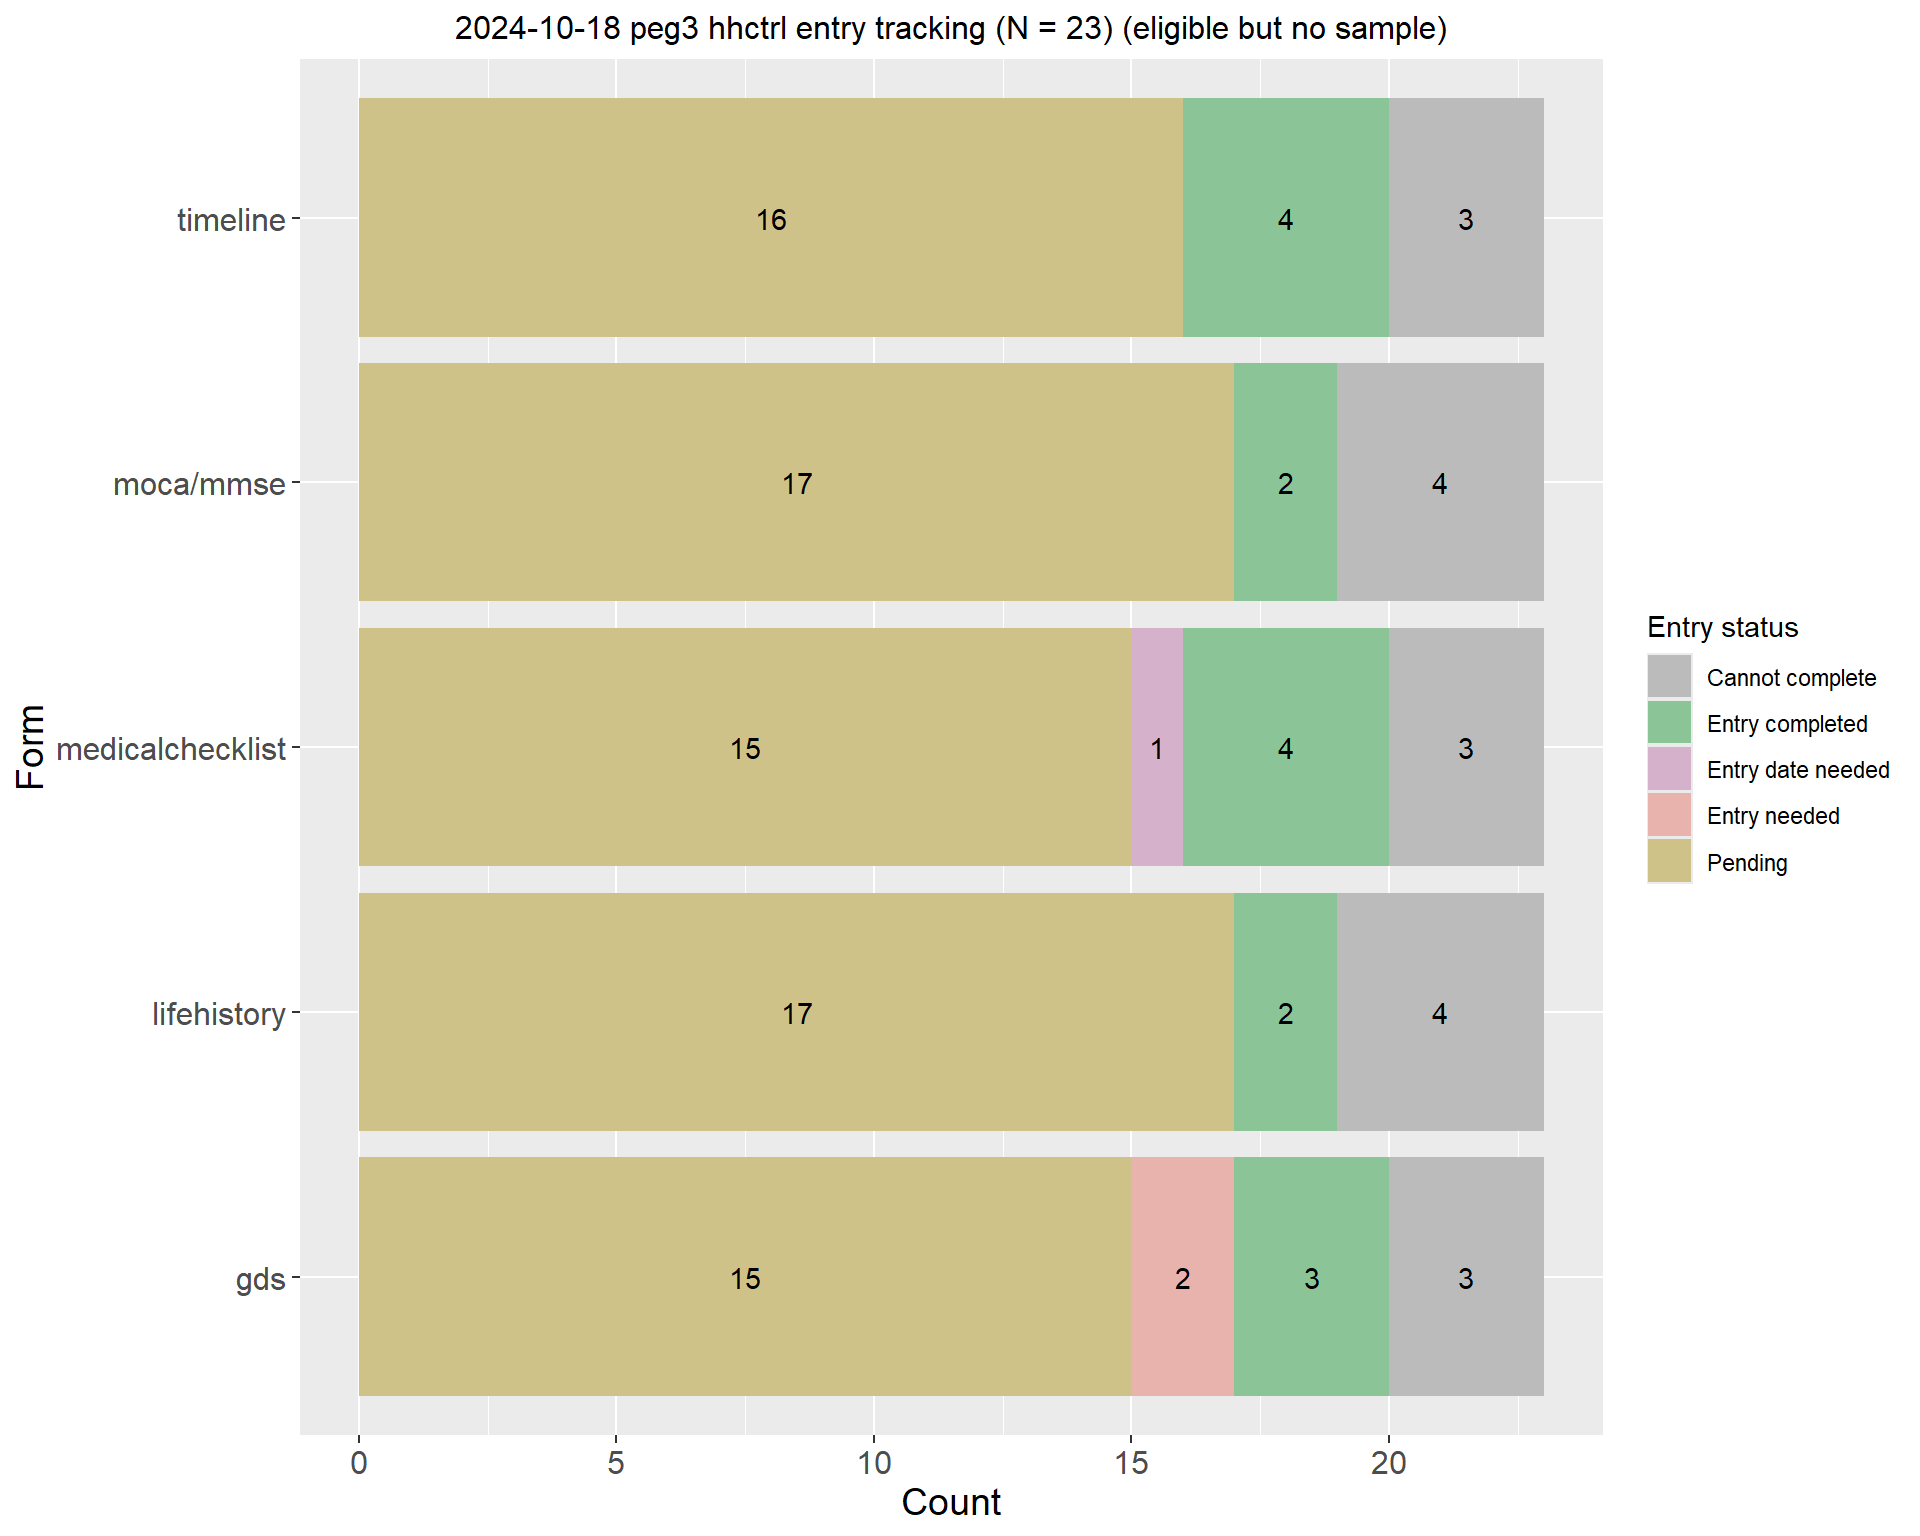 2024-10-18 peg3 hhctrl entry tracking (N = 23) (eligible but no sample)
timeline
16
4
3
moca/mmse
17
2
4
medicalchecklist
15
1
4
3
lifehistory
17
2
4
gds
15
2
3
3
0
5
10
15
20
Count
Form
Entry status
Cannot complete
Entry completed
Entry date needed
Entry needed
Pending